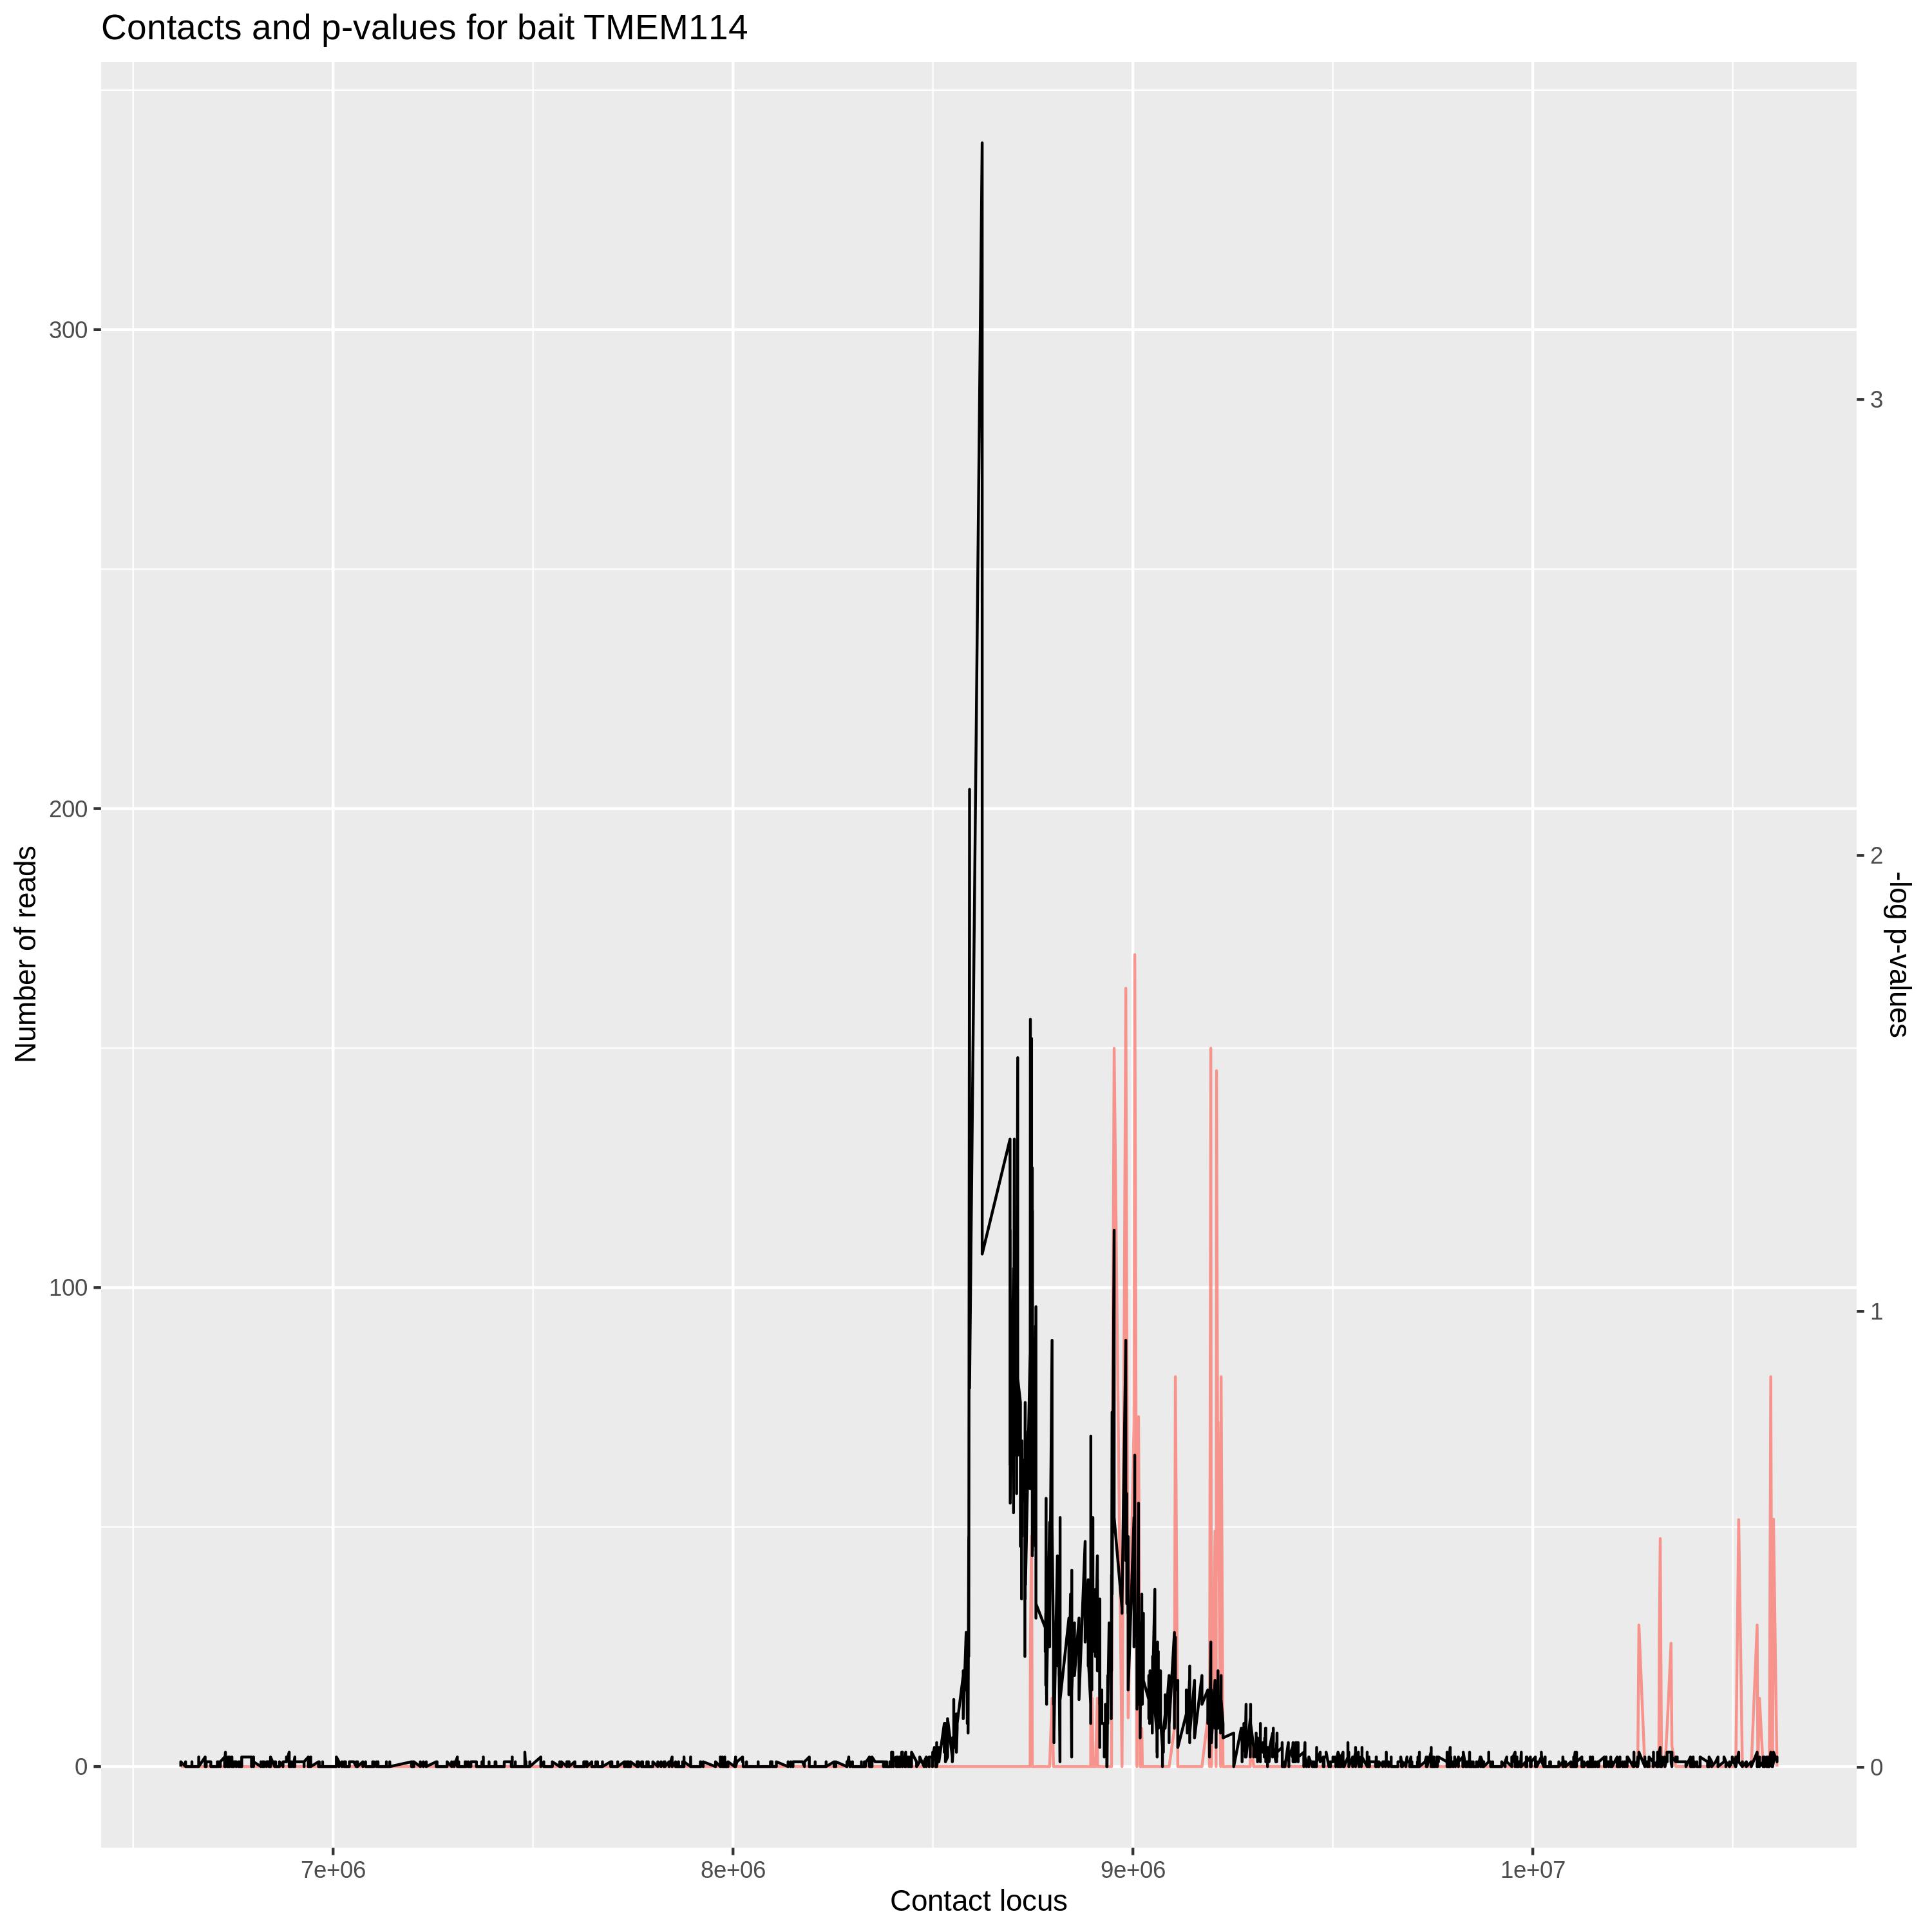 Contacts and p-values for bait TMEM114
300
200
100
0
Number of reads
3
2
1
0
-log p-values
7e+06
8e+06
9e+06
1e+07
Contact locus